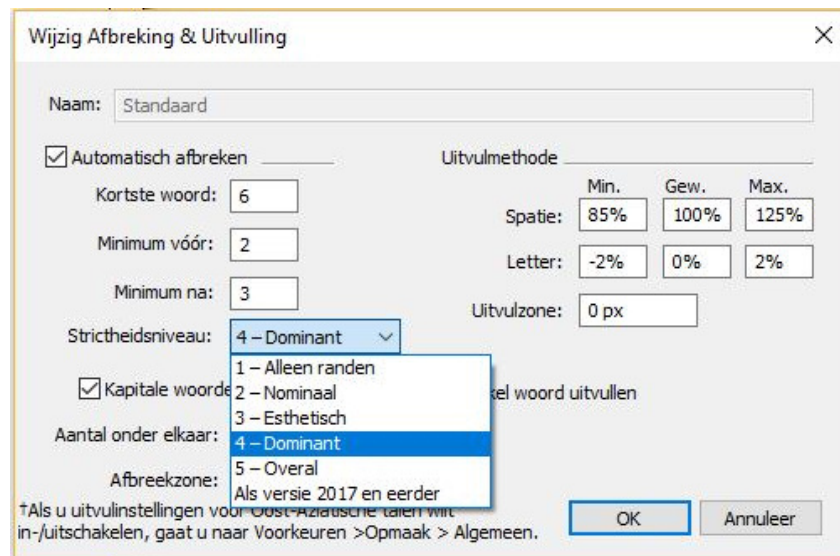 Wijzig Afbreking & Uitvulling
Naam: Standaard
Automatisch afbreken
Kortste woord: 6
Minimum vóór: 2
Minimum na: 3
Strictheidsniveau: 4 – Dominant
1 – Alleen randen
2 – Nominaal
3 – Esthetisch
4 – Dominant
5 – Overal
Als versie 2017 en eerder
Kapitale
Aantal onder elkaar:
Afbreekzone:
Uitvulmethode
Min. Gew. Max.
Spatie: 85% 100% 125%
Letter: -2% 0% 2%
Uitvulzone: 0 px
woord uitvullen
†Als u uitvulinstellingen voor Oost-Aziatische talen wilt
in-/uitschakelen, gaat u naar Voorkeuren >Opmaak > Algemeen.
OK Annuleer